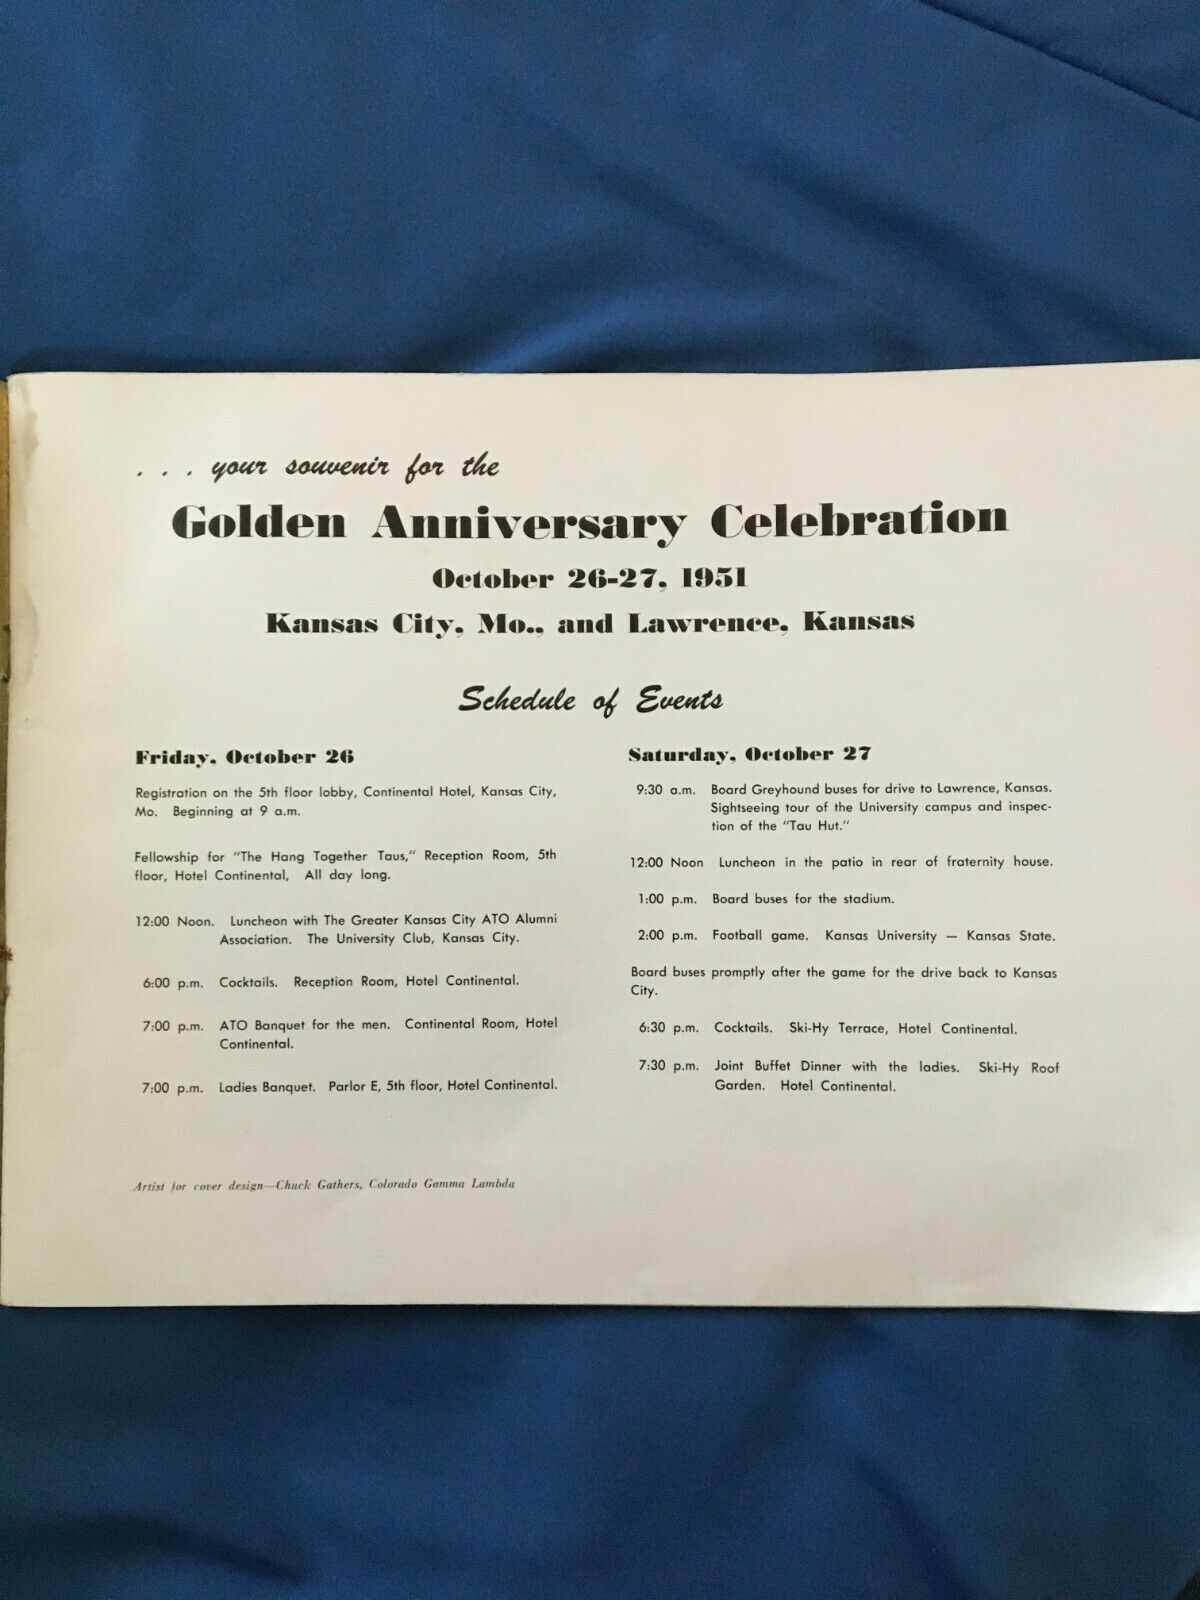 . . . your souvenir for the
Golden Anniversary Celebration
October 26-27, 1951
Kansas City, Mo., and Lawrence, Kansas
Schedule of Events
Friday, October 26
Registration on the 5th floor lobby, Continental Hotel, Kansas City,
Mo. Beginning at 9 a.m.
Fellowship for "The Hang Together Taus," Reception Room, 5th
floor, Hotel Continental, All day long.
12:00 Noon. Luncheon with The Greater Kansas City ATO Alumni
Association. The University Club, Kansas City.
6:00 p.m. Cocktails. Reception Room, Hotel Continental.
7:00 p.m. ATO Banquet for the men. Continental Room, Hotel
Continental.
7:00 p.m. Ladies Banquet. Parlor E, 5th floor, Hotel Continental.
Saturday, October 27
9:30 a.m. Board Greyhound buses for drive to Lawrence, Kansas.
Sightseeing tour of the University campus and inspec-
tion of the "Tau Hut."
12:00 Noon Luncheon in the patio in rear of fraternity house.
1:00 p.m. Board buses for the stadium.
2:00 p.m. Football game. Kansas University — Kansas State.
Board buses promptly after the game for the drive back to Kansas
City.
6:30 p.m. Cocktails. Ski-Hy Terrace, Hotel Continental.
7:30 p.m. Joint Buffet Dinner with the ladies. Ski-Hy Roof
Garden. Hotel Continental.
Artist for cover design—Chuck Gathers, Colorado Gamma Lambda